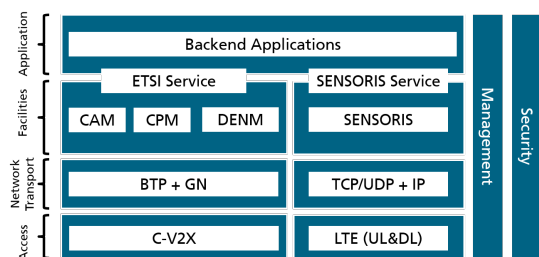 Application
Backend Applications
ETSI Service
SENSORIS Service
Facilities
CAM
CPM
DENM
SENSORIS
Network
Transport
BTP + GN
TCP/UDP + IP
Access
C-V2X
LTE (UL&DL)
Management
Security